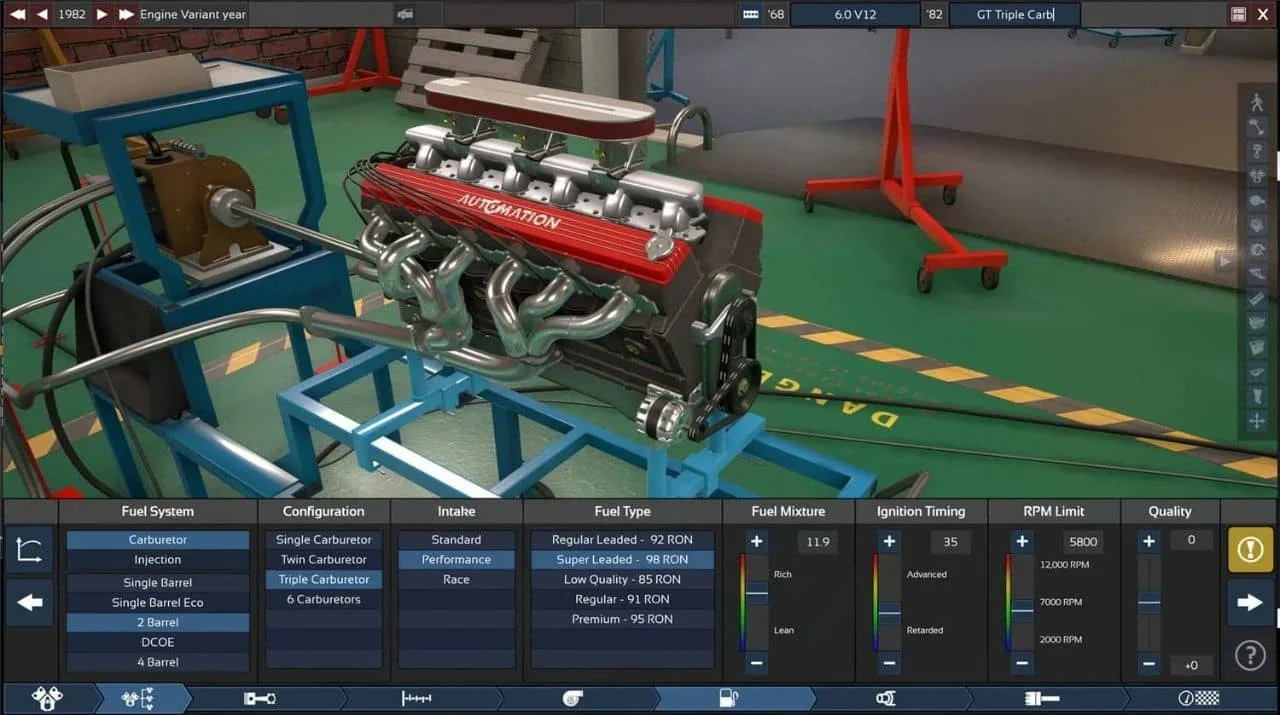 1982 Engine Variant year '68 6.0 V12 '82 GT Triple Carb X
AUTOMATION
DANGE
Fuel System Configuration Intake Fuel Type Fuel Mixture Ignition Timing RPM Limit Quality
Carburetor Single Carburetor Standard Regular Leaded - 92 RON + 11.9 + 35 + 5800 + 0
Injection Twin Carburetor Performance Super Leaded - 98 RON 12,000 RPM
Single Barrel Triple Carburetor Race Low Quality - 85 RON Rich Advanced
Single Barrel Eco 6 Carburetors Regular - 91 RON 7000 RPM
2 Barrel Premium - 95 RON
DCOE Lean Retarded 2000 RPM
4 Barrel - - - - +0 ?